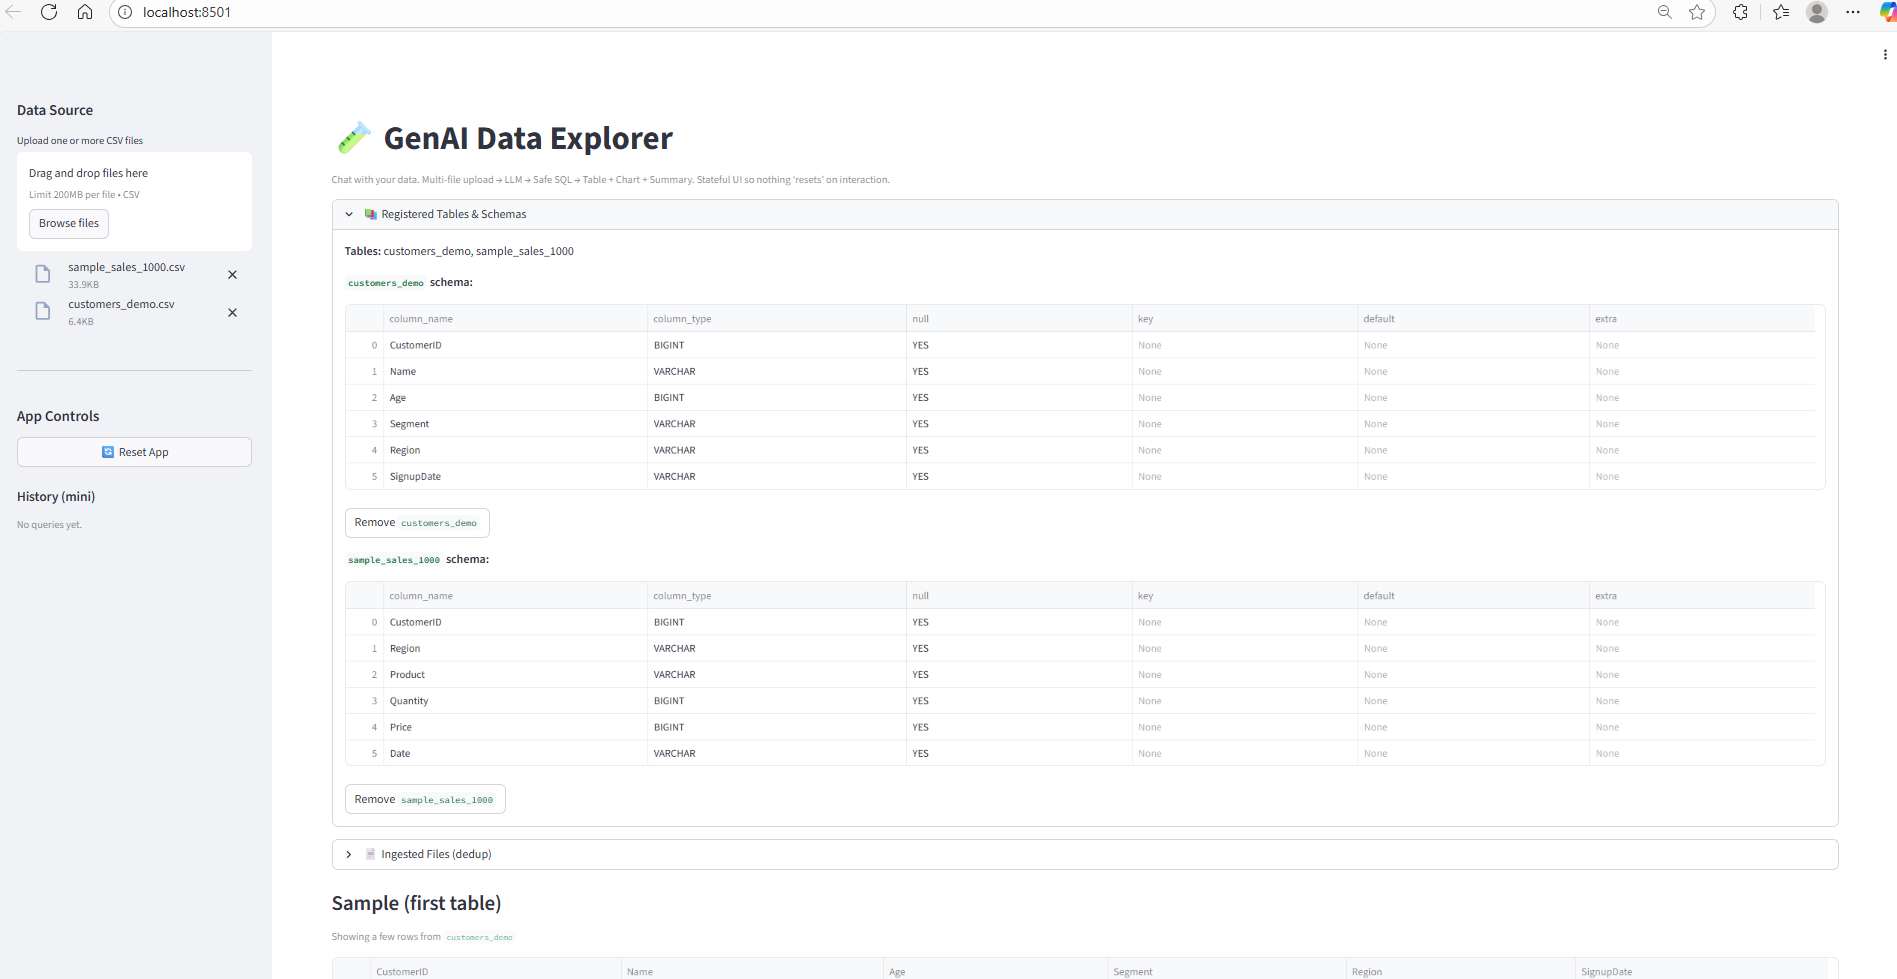 localhost:8501
Data Source
Upload one or more CSV files
Drag and drop files here
Limit 200MB per file • CSV
Browse files
sample_sales_1000.csv
33.9KB
customers_demo.csv
6.4KB
App Controls
Reset App
History (mini)
No queries yet.
GenAI Data Explorer
Chat with your data. Multi-file upload → LLM → Safe SQL → Table + Chart + Summary. Stateful UI so nothing ‘resets’ on interaction.
Registered Tables & Schemas
Tables: customers_demo, sample_sales_1000
customers_demo schema:
column_name column_type null key default extra
0 CustomerID BIGINT YES None None None
1 Name VARCHAR YES None None None
2 Age BIGINT YES None None None
3 Segment VARCHAR YES None None None
4 Region VARCHAR YES None None None
5 SignupDate VARCHAR YES None None None
Remove customers_demo
sample_sales_1000 schema:
column_name column_type null key default extra
0 CustomerID BIGINT YES None None None
1 Region VARCHAR YES None None None
2 Product VARCHAR YES None None None
3 Quantity BIGINT YES None None None
4 Price BIGINT YES None None None
5 Date VARCHAR YES None None None
Remove sample_sales_1000
Ingested Files (dedup)
Sample (first table)
Showing a few rows from customers_demo
CustomerID Name Age Segment Region SignupDate